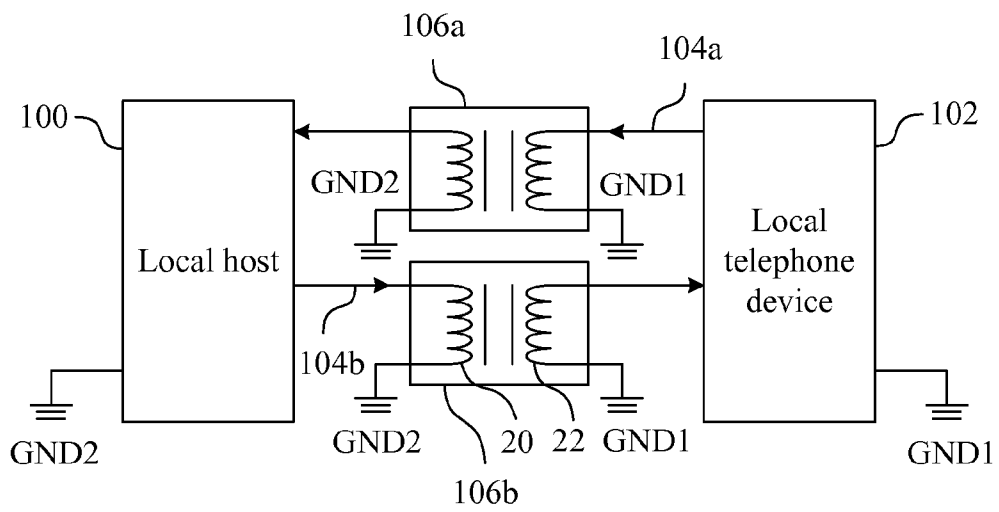 106a
104a
100
102
GND2
GND1
Local host
Local
telephone
device
104b
GND2
20
22
GND1
GND2
GND1
106b